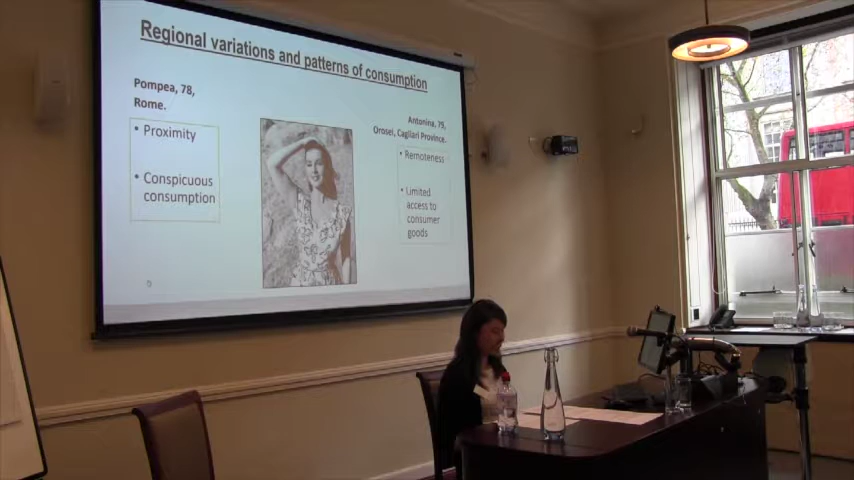 Regional variations and patterns of consumption
Pompea, 78,
Rome.
• Proximity
• Conspicuous
consumption
Antonina, 75,
Orosei, Cagliari Province.
• Remoteness
• Limited
access to
consumer
goods